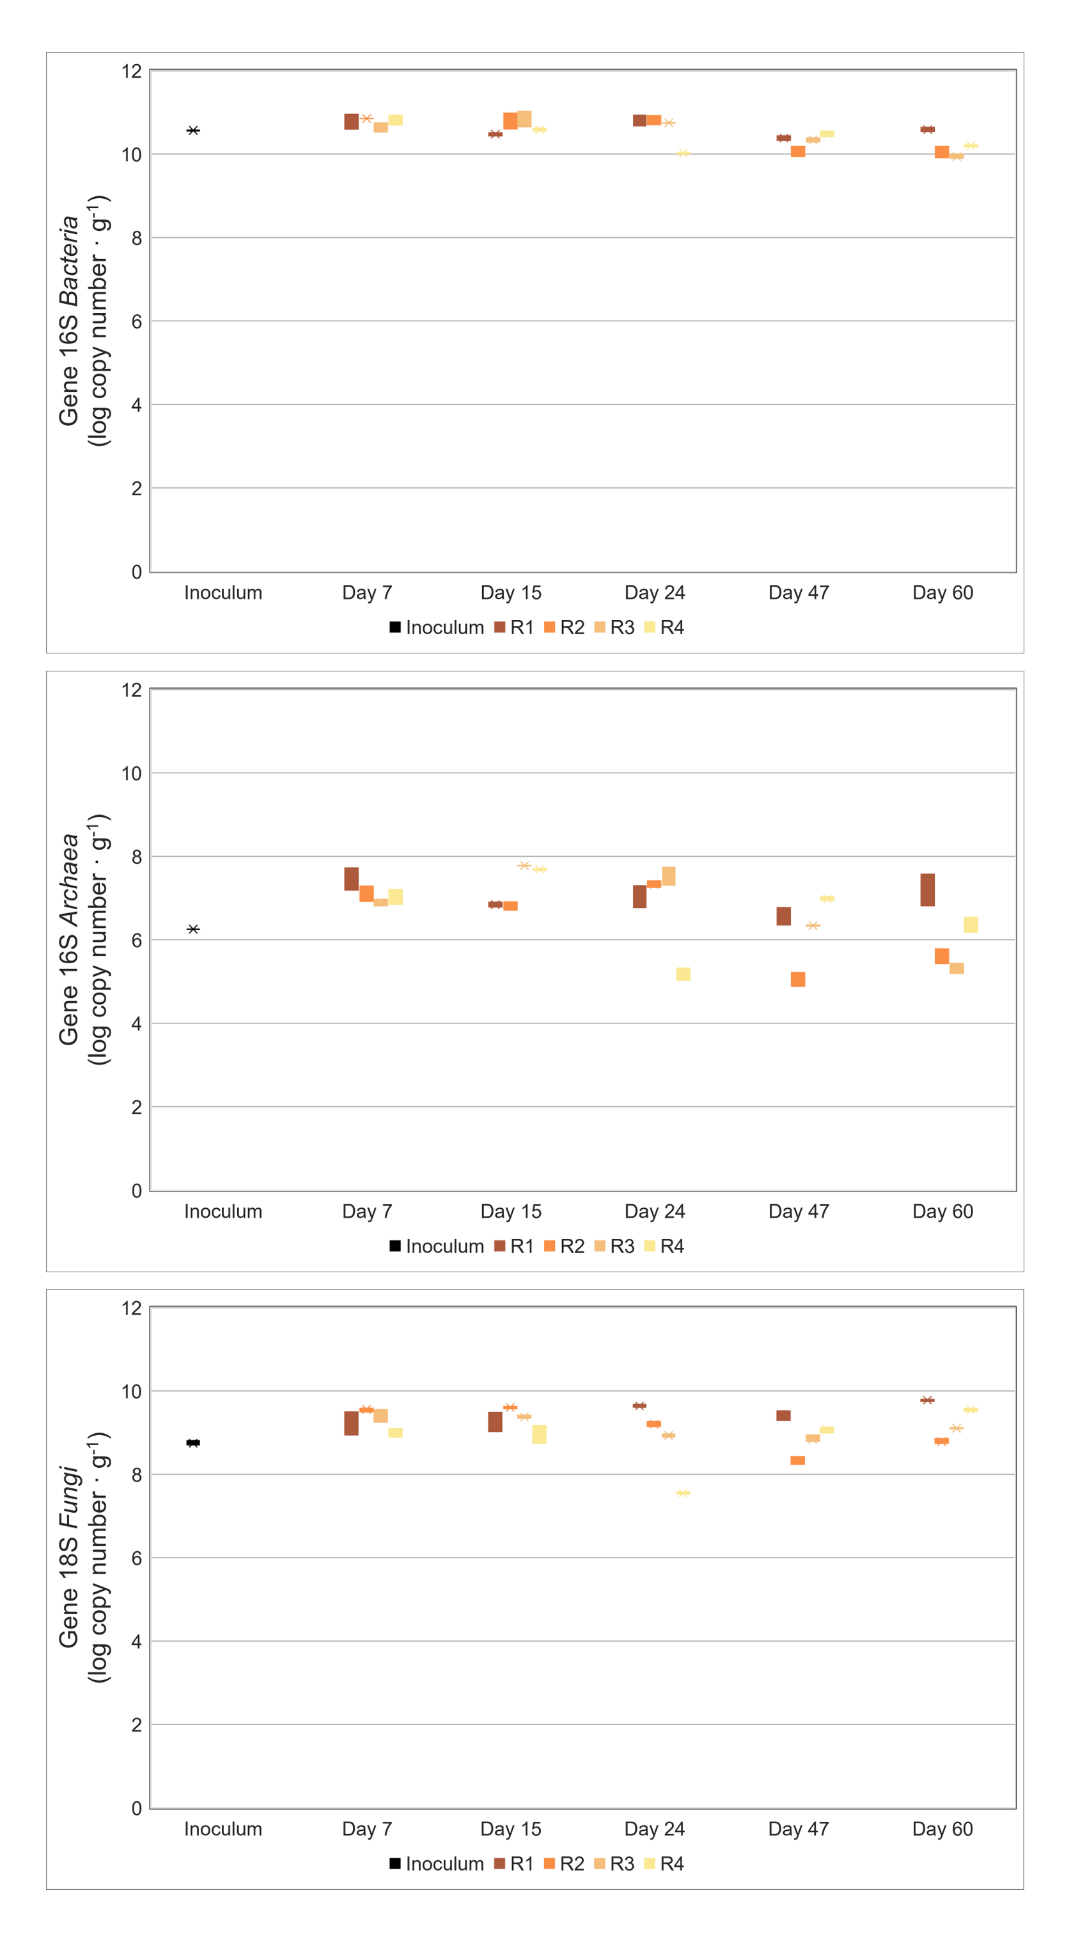 12
10
8
6
4
2
0
Gene 16S Bacteria
(log copy number · g-1)
Inoculum Day 7 Day 15 Day 24 Day 47 Day 60
Inoculum R1 R2 R3 R4
12
10
8
6
4
2
0
Gene 16S Archaea
(log copy number · g-1)
Inoculum Day 7 Day 15 Day 24 Day 47 Day 60
Inoculum R1 R2 R3 R4
12
10
8
6
4
2
0
Gene 18S Fungi
(log copy number · g-1)
Inoculum Day 7 Day 15 Day 24 Day 47 Day 60
Inoculum R1 R2 R3 R4